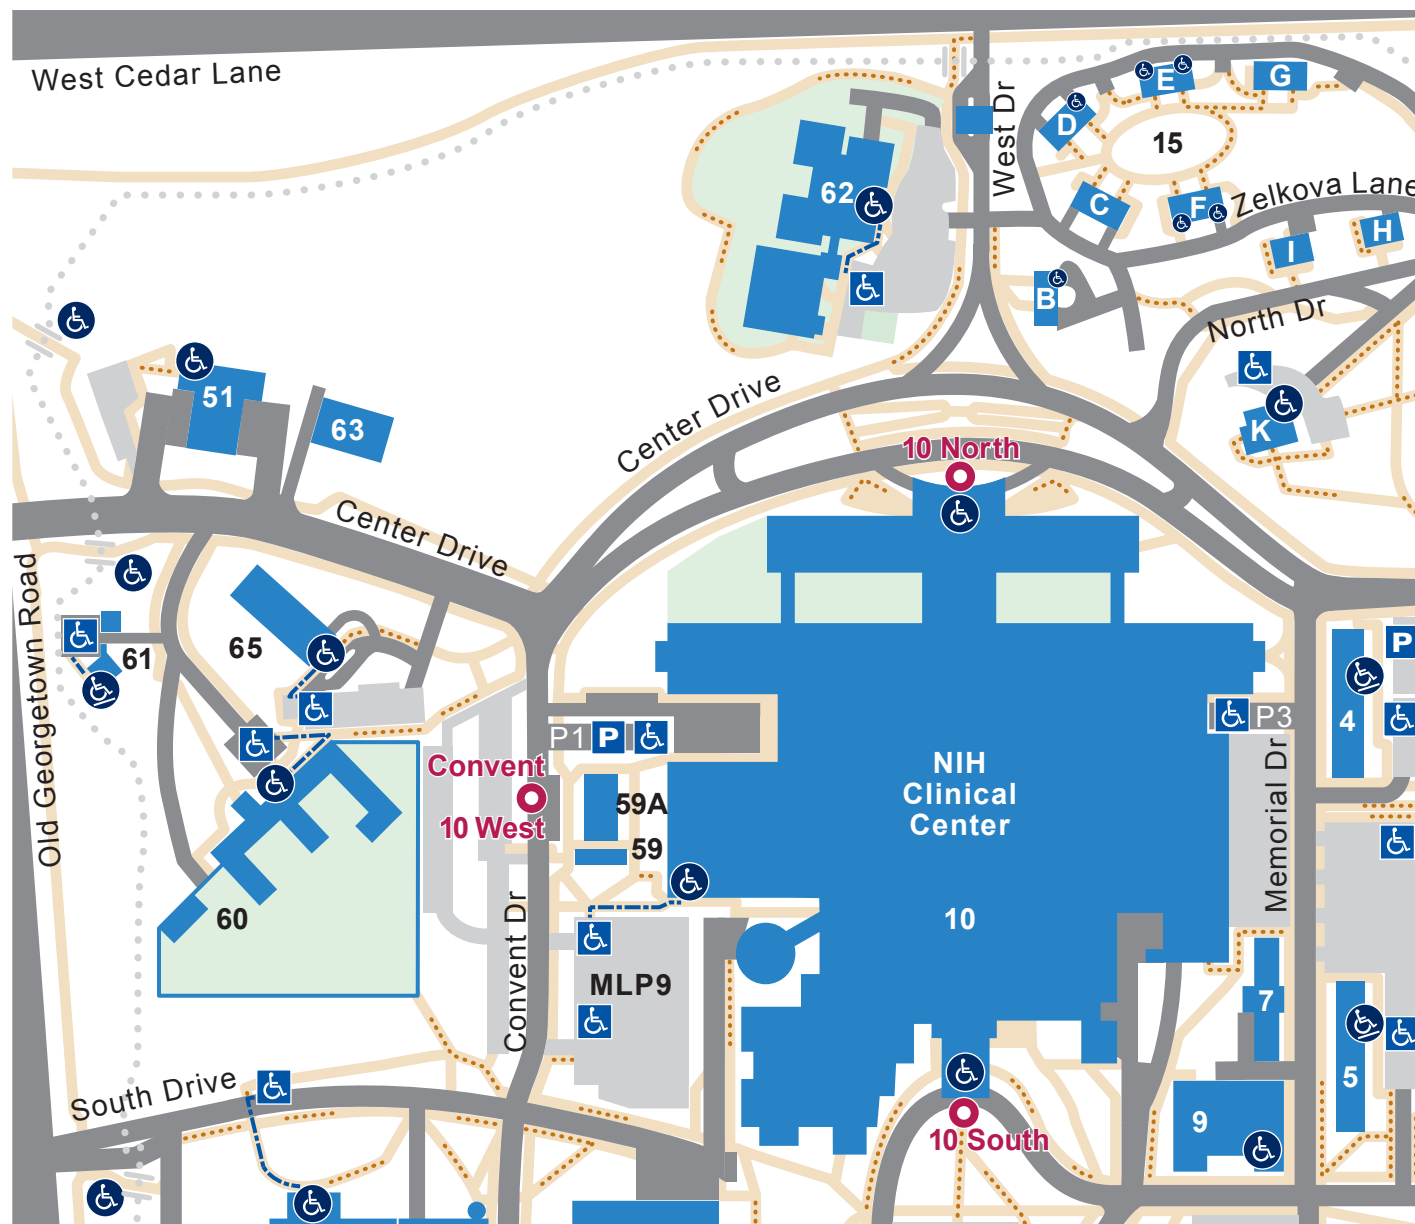 West Cedar Lane
West Dr
E
G
D
15
62
C
F
Zelkova Lane
H
I
B
North Dr
51
63
Center Drive
K
10 North
Center Drive
Old Georgetown Road
61
65
P
4
P1
P
P3
Convent
10 West
59A
59
NIH
Clinical
Center
Memorial Dr
60
10
Convent Dr
MLP9
7
5
South Drive
9
10 South